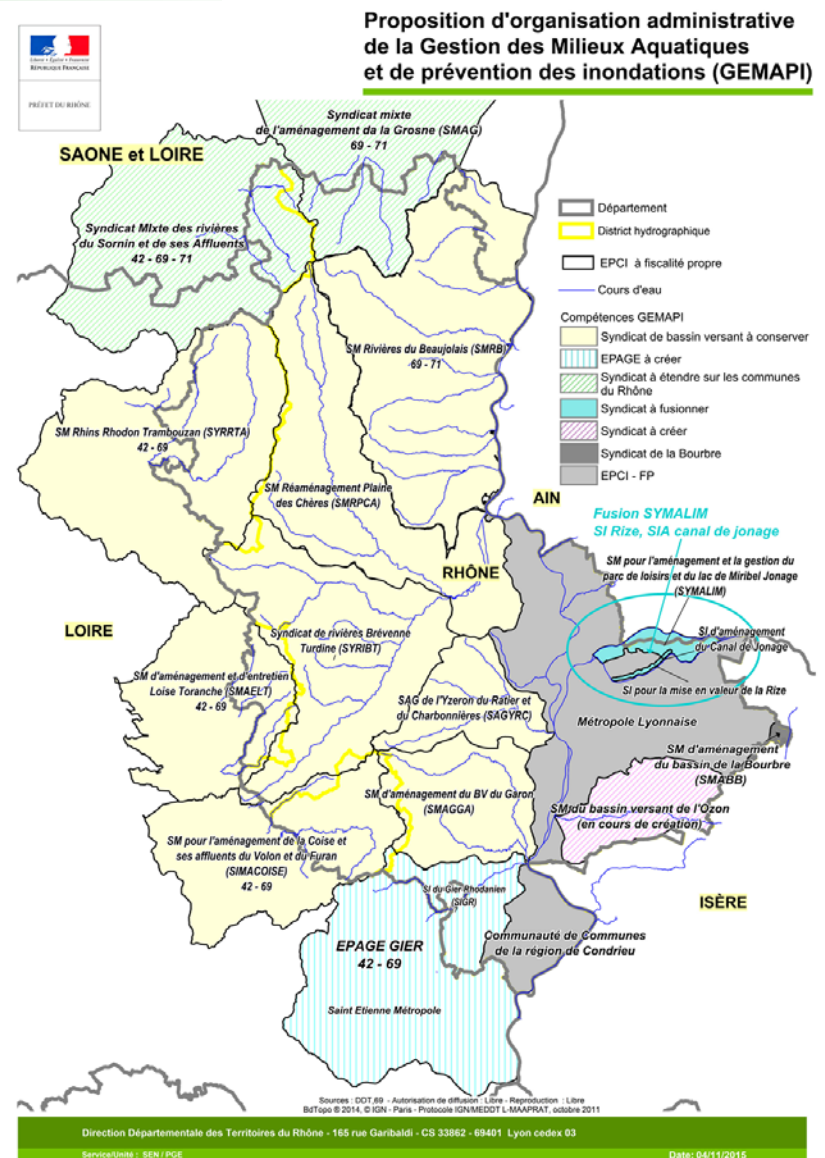 Proposition d'organisation administrative
de la Gestion des Milieux Aquatiques
et de prévention des inondations (GEMAPI)
Liberté • Égalité • Fraternité
RÉPUBLIQUE FRANÇAISE
PRÉFET DU RHÔNE
Syndicat mixte
de l'aménagement da la Grosne (SMAG)
69 - 71
SAONE et LOIRE
Syndicat MIxte des rivières
du Sornin et de ses Affluents
42 - 69 -71
Département
District hydrographique
EPCI à fiscalité propre
Cours d'eau
Compétences GEMAPI
Syndicat de bassin versant à conserver
EPAGE à créer
Syndicat à étendre sur les communes
du Rhône
Syndicat à fusionner
Syndicat à créer
Syndicat de la Bourbre
EPCI - FP
SM Rivières du Beaujolais (SMRB)
69 - 71
SM Rhins Rhodon Trambouzan (SYRRTA)
42 - 69
SM Réaménagement Plaine
des Chères (SMRPCA)
AIN
Fusion SYMALIM
SI Rize, SIA canal de jonage
SM pour l'aménagement et la gestion du
parc de loisirs et du lac de Miribel Jonage
(SYMALIM)
RHÔNE
LOIRE
SI d'aménagement
du Canal de Jonage
Syndicat de rivières Brévenne
Turdine (SYRIBT)
SM d'aménagement et d'entretien
Loise Toranche (SMAELT)
42 - 69
SI pour la mise en valeur de la Rize
SAG de l'Yzeron du Ratier et
du Charbonnières (SAGYRC)
Métropole Lyonnaise
SM d'aménagement
du bassin de la Bourbre
(SMABB)
SM d'aménagement du BV du Garon
(SMAGGA)
SM du bassin versant de l'Ozon
(en cours de création)
SM pour l'aménagement de la Coise et
ses affluents du Volon et du Furan
(SIMACOISE)
42 - 69
SI du Gier Rhodanien
(SIGR)
ISÈRE
EPAGE GIER
42 - 69
Communauté de Communes
de la région de Condrieu
Saint Etienne Métropole
Sources : DDT,69 - Autorisation de diffusion : Libre - Reproduction : Libre
BdTopo ® 2014, © IGN - Paris - Protocole IGN/MEDDT L-MAAPRAT, octobre 2011
Direction Départementale des Territoires du Rhône - 165 rue Garibaldi - CS 33862 - 69401 Lyon cedex 03
Service/Unité : SEN / PGE
Date: 04/11/2015